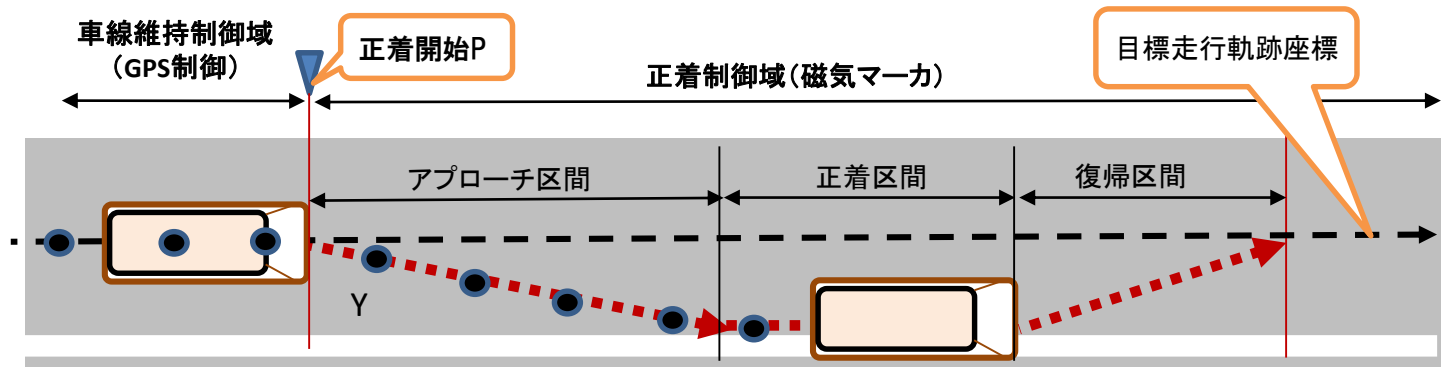 車線維持制御域
（GPS制御）
正着開始P
正着制御域（磁気マーカ）
目標走行軌跡座標
アプローチ区間
正着区間
復帰区間
Y